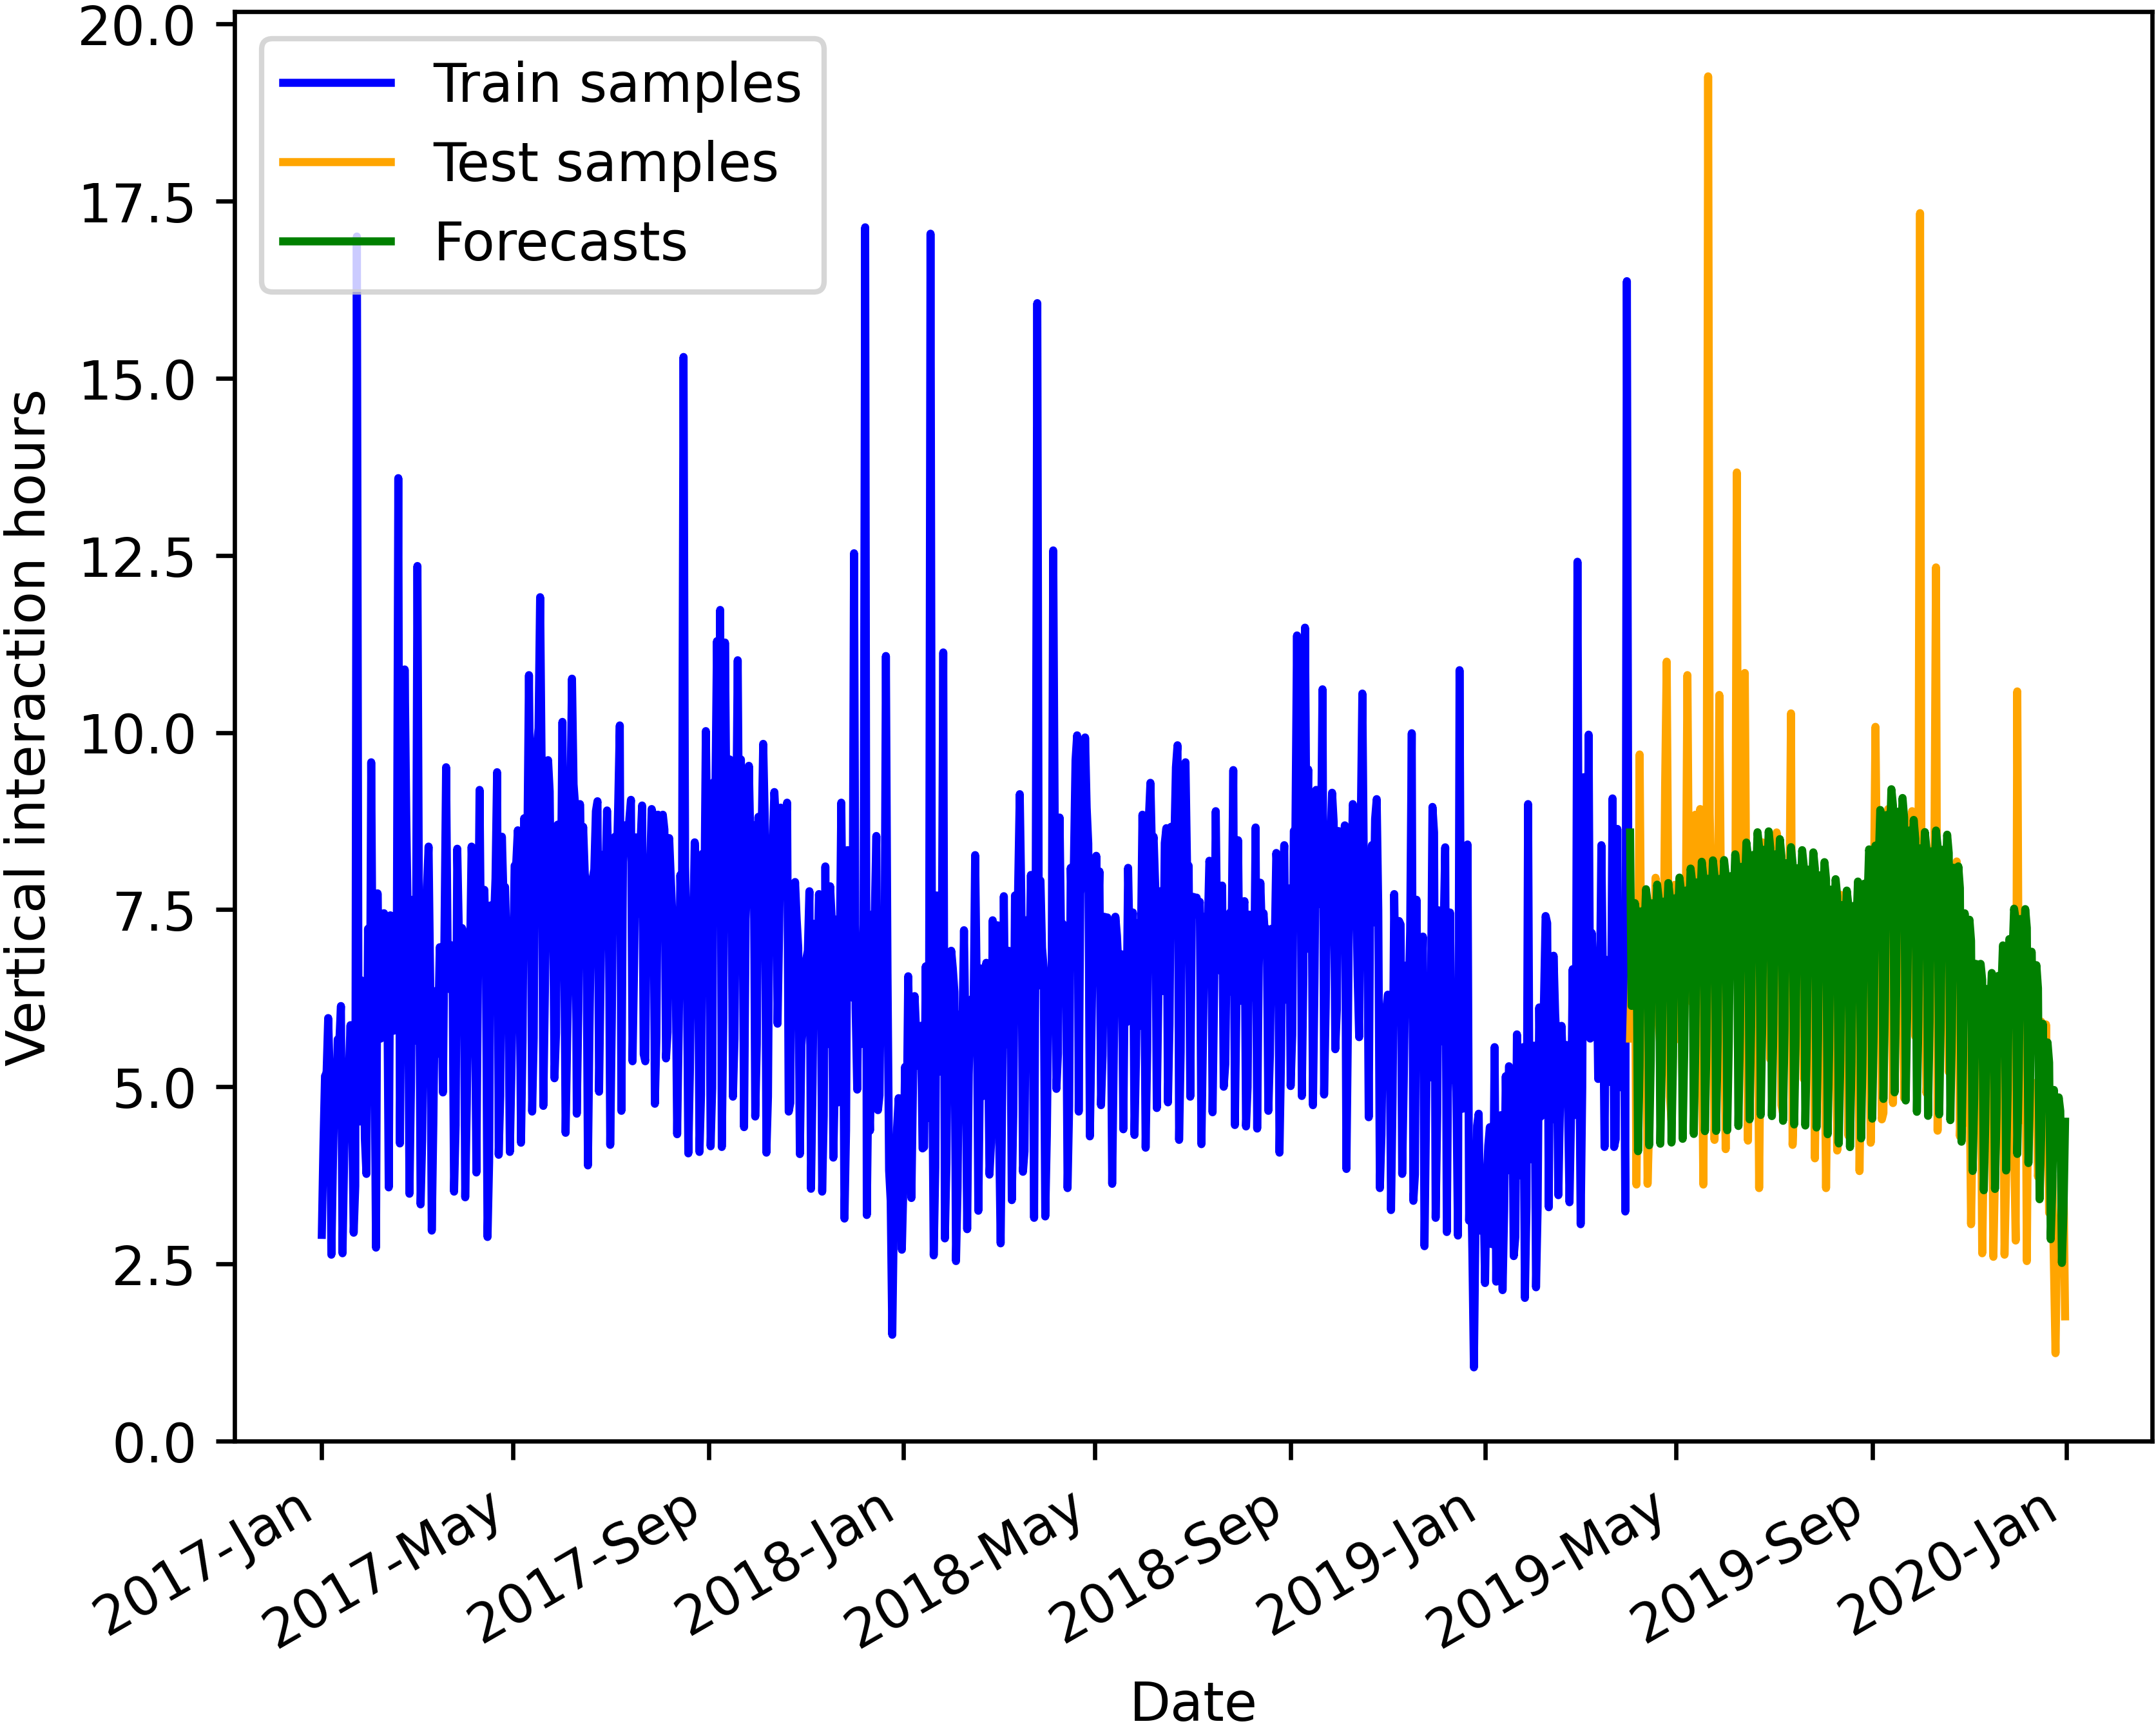 20.0
17.5
15.0
12.5
10.0
7.5
5.0
2.5
0.0
Vertical interaction hours
Train samples
Test samples
Forecasts
2017-Jan
2017-May
2017-Sep
2018-Jan
2018-May
2018-Sep
2019-Jan
2019-May
2019-Sep
2020-Jan
Date